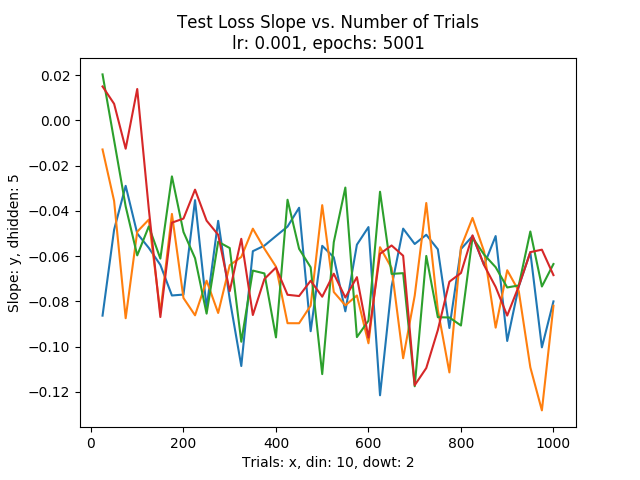 Test Loss Slope vs. Number of Trials
lr: 0.001, epochs: 5001
Slope: y, dhidden: 5
0.02
0.00
−0.02
−0.04
−0.06
−0.08
−0.10
−0.12
0 200 400 600 800 1000
Trials: x, din: 10, dowt: 2